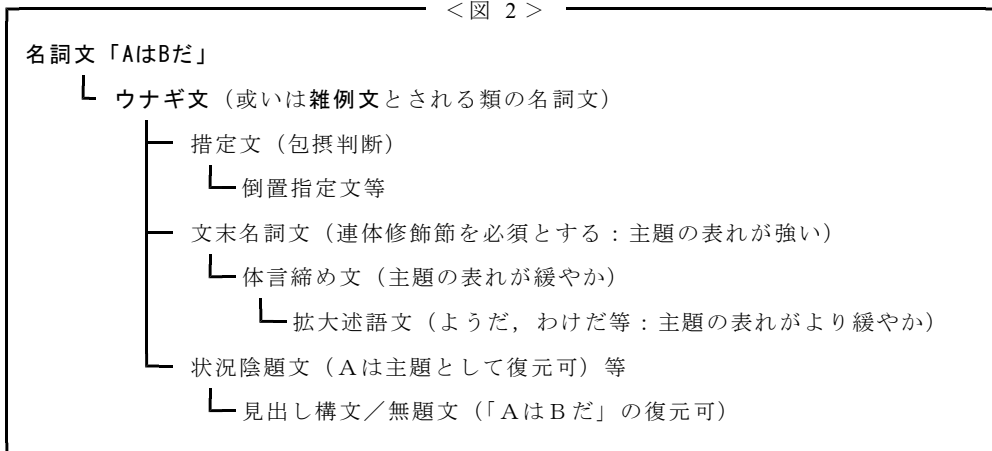 ＜図 2＞
名詞文「AはBだ」
ウナギ文（或いは雑例文とされる類の名詞文）
措定文（包摂判断）
倒置指定文等
文末名詞文（連体修飾節を必須とする：主題の表れが強い）
体言締め文（主題の表れが緩やか）
拡大述語文（ようだ，わけだ等：主題の表れがより緩やか）
状況陰題文（Ａは主題として復元可）等
見出し構文／無題文（「ＡはＢだ」の復元可）